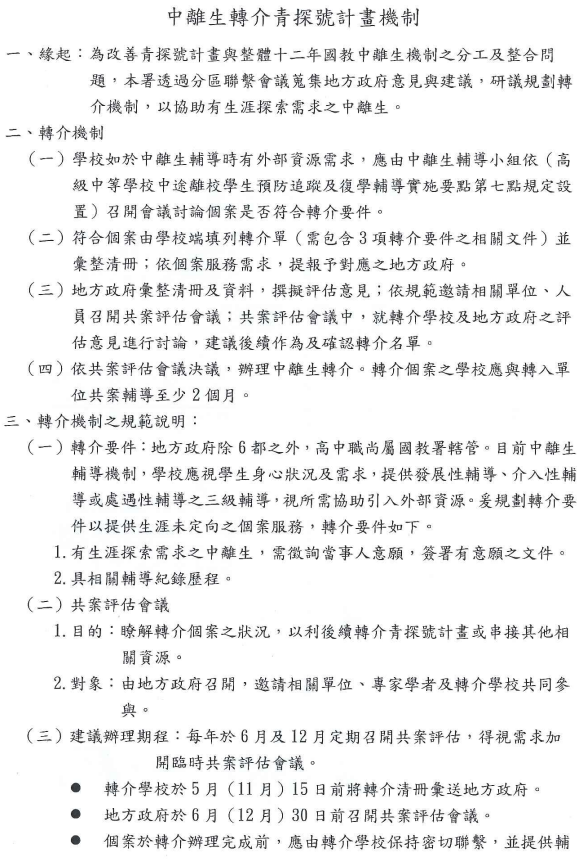 中離生轉介青探號計畫機制
一、緣起：為改善青探號計畫與整體十二年國教中離生機制之分工及整合問
題，本署透過分區聯繫會議蒐集地方政府意見與建議，研議規劃轉
介機制，以協助有生涯探索需求之中離生。
二、轉介機制
（一）學校如於中離生輔導時有外部資源需求，應由中離生輔導小組依（高
級中等學校中途離校學生預防追蹤及復學輔導實施要點第七點規定設
置）召開會議討論個案是否符合轉介要件。
（二）符合個案由學校端填列轉介單（需包含 3 項轉介要件之相關文件）並
彙整清冊；依個案服務需求，提報予對應之地方政府。
（三）地方政府彙整清冊及資料，撰擬評估意見；依規範邀請相關單位、人
員召開共案評估會議；共案評估會議中，就轉介學校及地方政府之評
估意見進行討論，建議後續作為及確認轉介名單。
（四）依共案評估會議決議，辦理中離生轉介。轉介個案之學校應與轉入單
位共案輔導至少 2 個月。
三、轉介機制之規範說明：
（一）轉介要件：地方政府除 6 都之外，高中職尚屬國教署轄管。目前中離生
輔導機制，學校應視學生身心狀況及需求，提供發展性輔導、介入性輔
導或處遇性輔導之三級輔導，視所需協助引入外部資源。爰規劃轉介要
件以提供生涯未定向之個案服務，轉介要件如下。
1.有生涯探索需求之中離生，需徵詢當事人意願，簽署有意願之文件。
2.具相關輔導紀錄歷程。
（二）共案評估會議
1.目的：瞭解轉介個案之狀況，以利後續轉介青探號計畫或串接其他相
關資源。
2.對象：由地方政府召開，邀請相關單位、專家學者及轉介學校共同參
與。
（三）建議辦理期程：每年於 6 月及 12 月定期召開共案評估，得視需求加
開臨時共案評估會議。
● 轉介學校於 5 月（11 月）15 日前將轉介清冊彙送地方政府。
● 地方政府於 6 月（12 月）30 日前召開共案評估會議。
● 個案於轉介辦理完成前，應由轉介學校保持密切聯繫，並提供輔